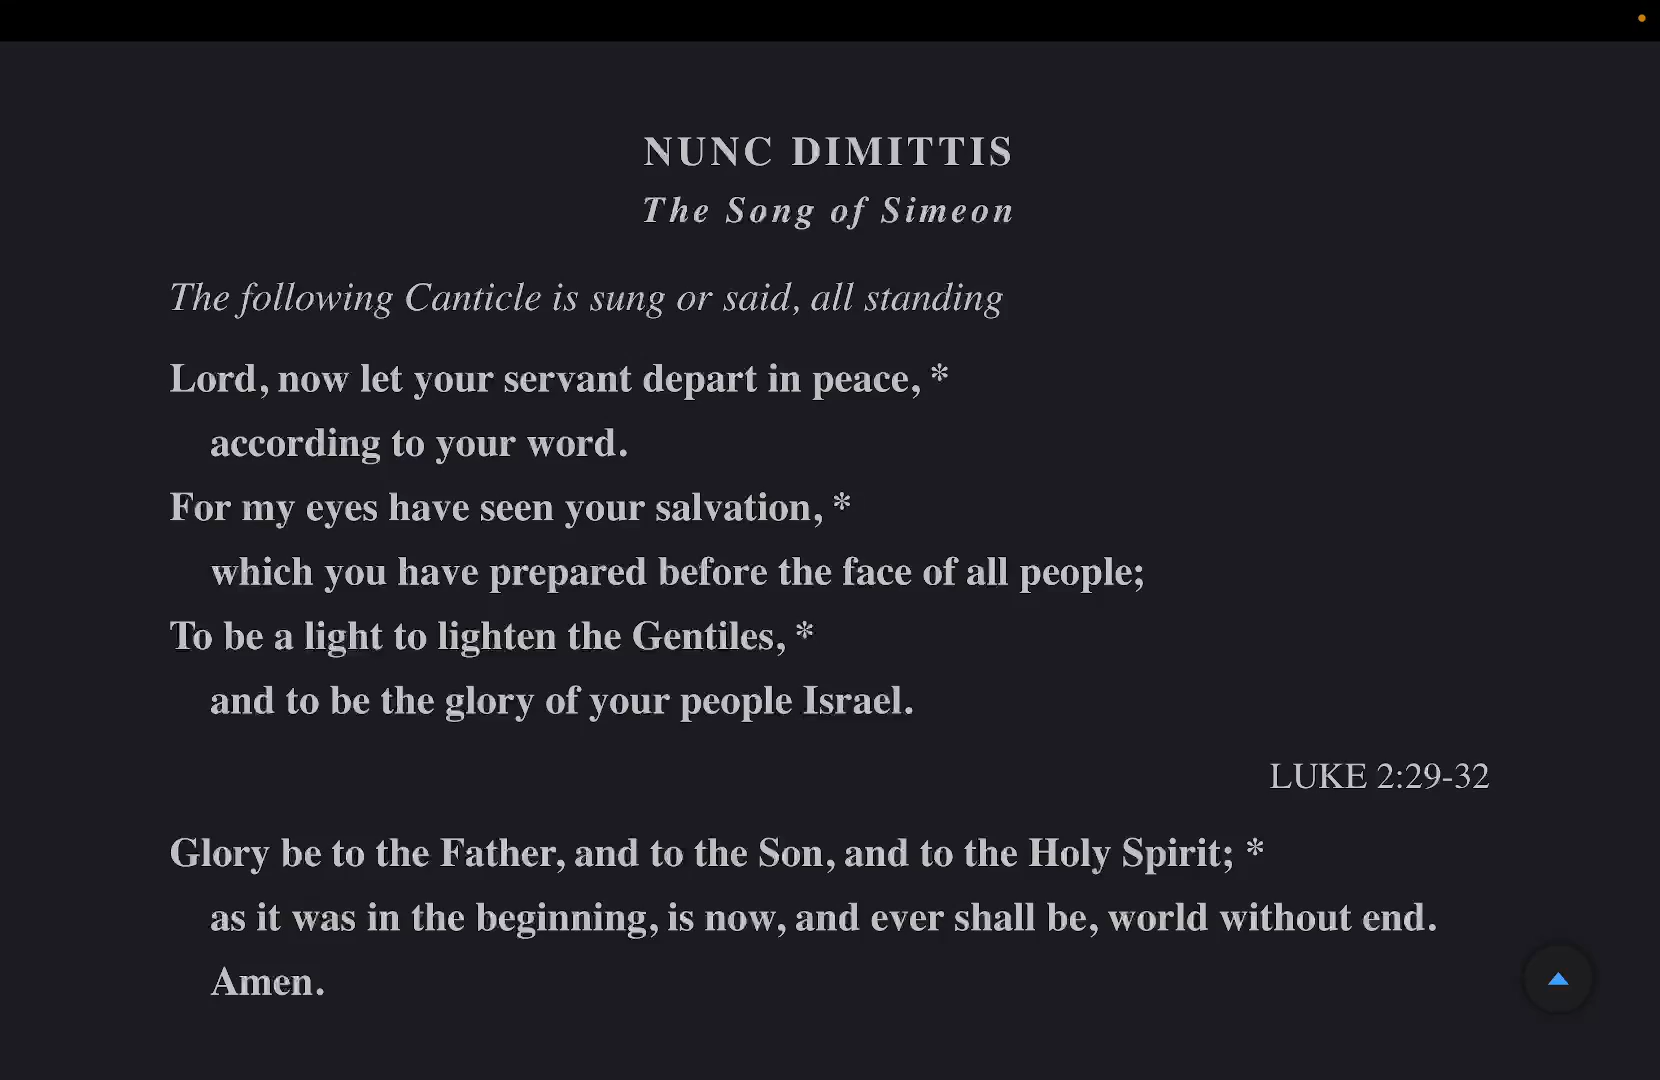 NUNC DIMITTIS
The Song of Simeon
The following Canticle is sung or said, all standing
Lord, now let your servant depart in peace, *
according to your word.
For my eyes have seen your salvation, *
which you have prepared before the face of all people;
To be a light to lighten the Gentiles, *
and to be the glory of your people Israel.
LUKE 2:29-32
Glory be to the Father, and to the Son, and to the Holy Spirit; *
as it was in the beginning, is now, and ever shall be, world without end.
Amen.